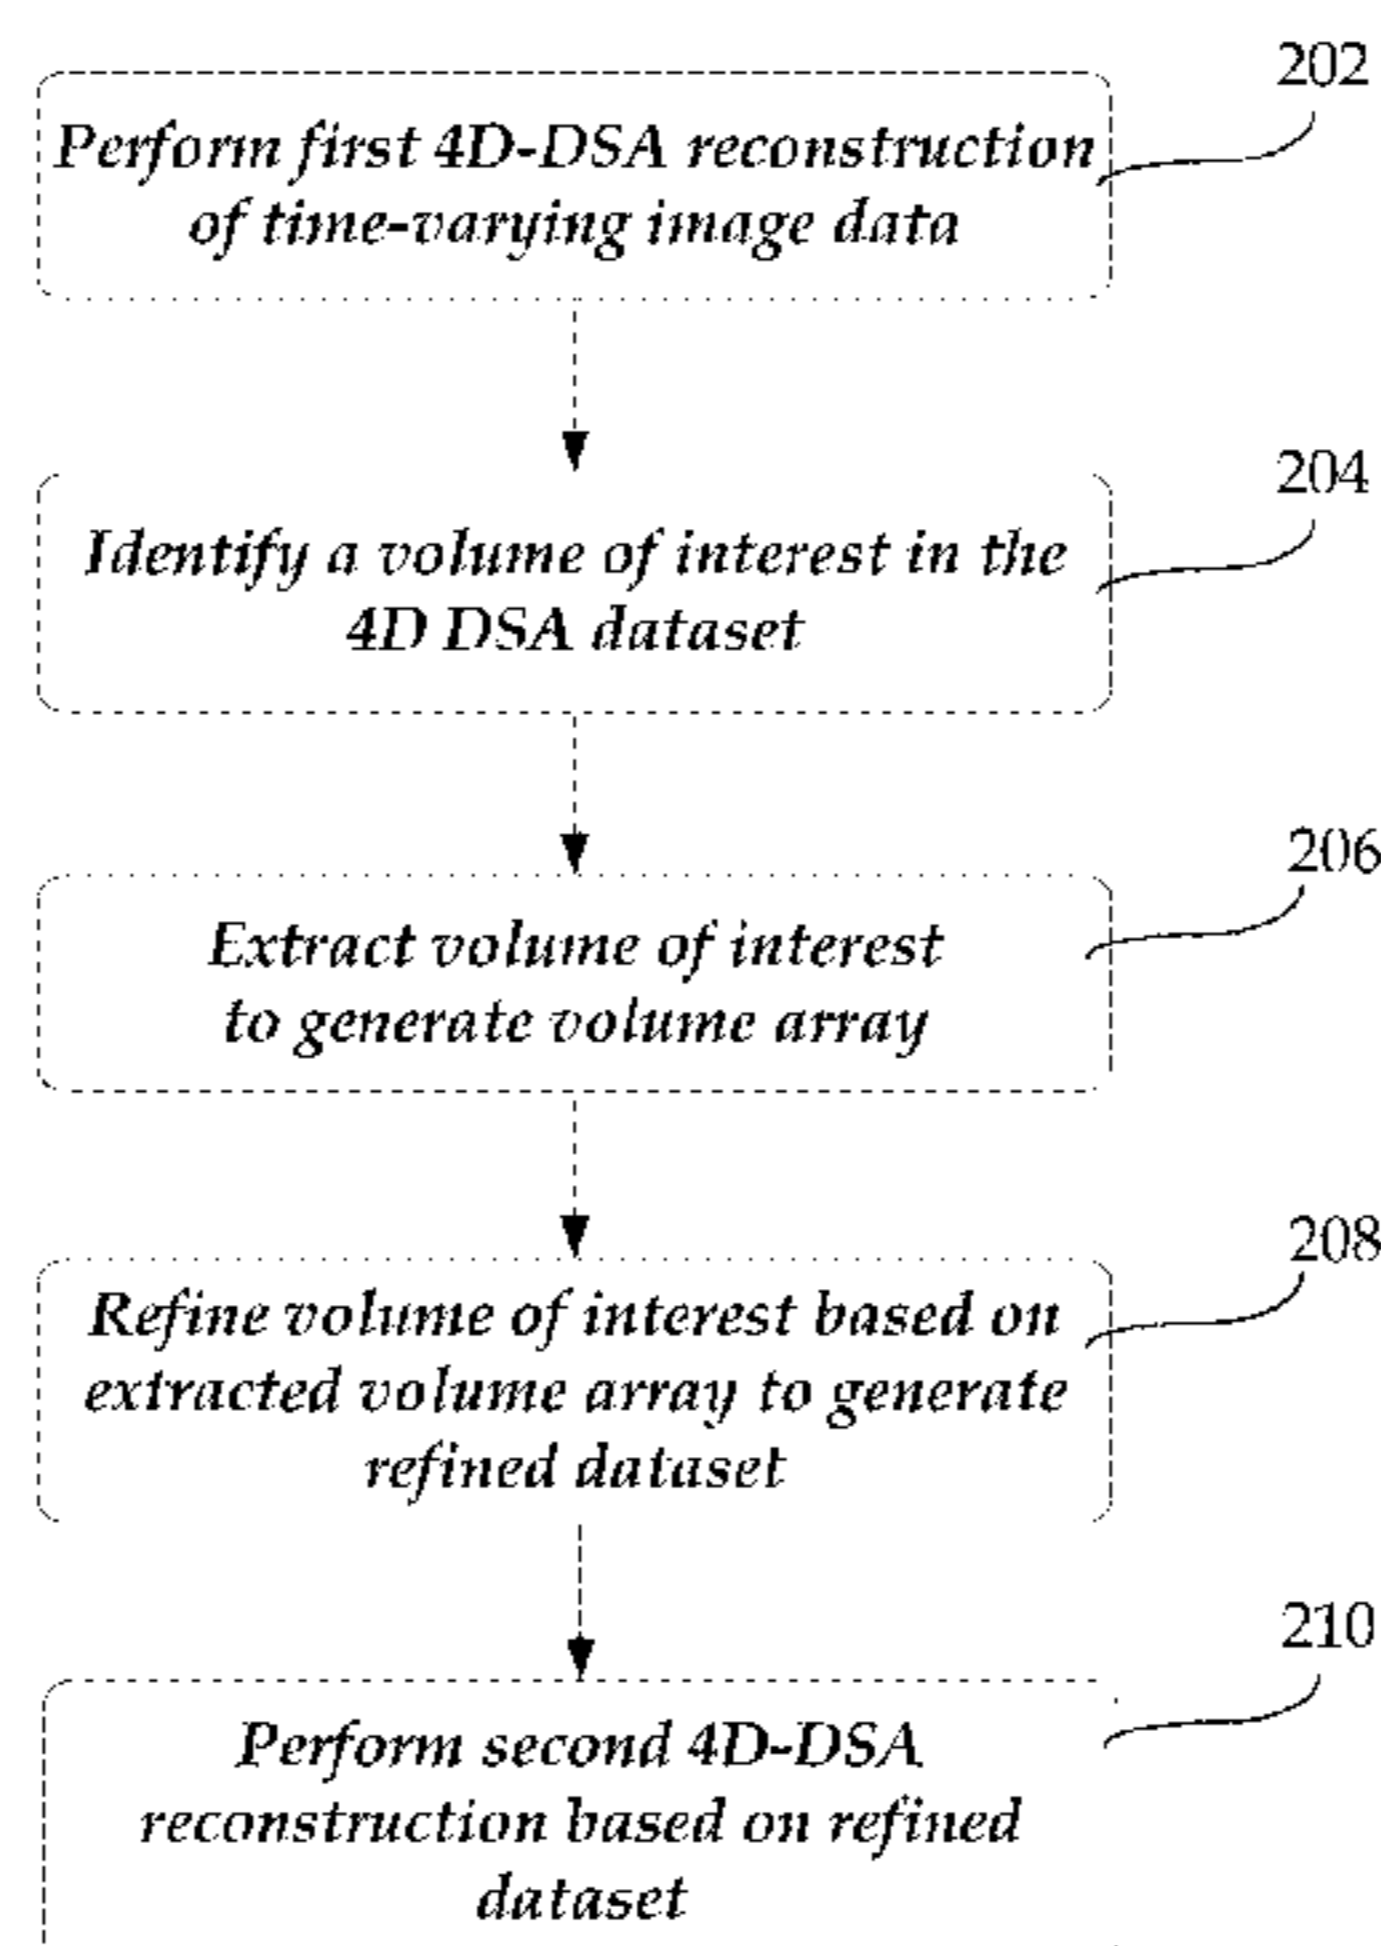 202
Perform first 4D-DSA reconstruction
of time-varying image data
204
Identify a volume of interest in the
4D DSA dataset
206
Extract volume of interest
to generate volume array
208
Refine volume of interest based on
extracted volume array to generate
refined dataset
210
Perform second 4D-DSA
reconstruction based on refined
dataset